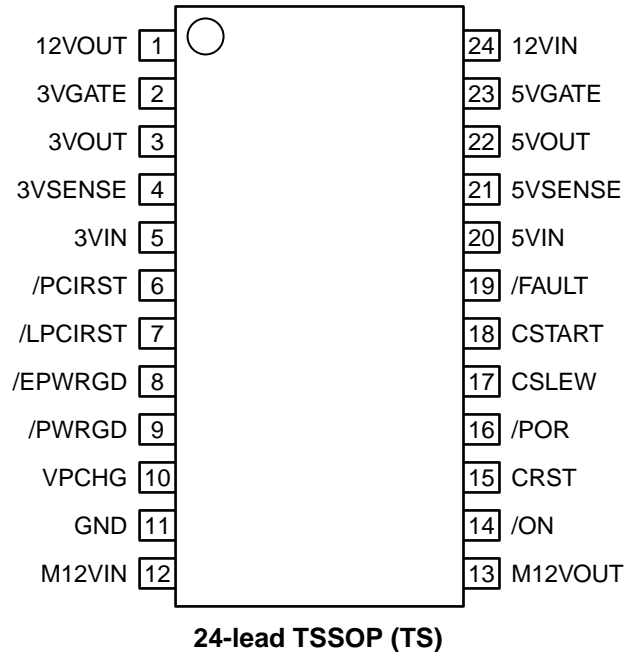 12VOUT 1 24 12VIN
3VGATE 2 23 5VGATE
3VOUT 3 22 5VOUT
3VSENSE 4 21 5VSENSE
3VIN 5 20 5VIN
/PCIRST 6 19 /FAULT
/LPCIRST 7 18 CSTART
/EPWRGD 8 17 CSLEW
/PWRGD 9 16 /POR
VPCHG 10 15 CRST
GND 11 14 /ON
M12VIN 12 13 M12VOUT
24-lead TSSOP (TS)